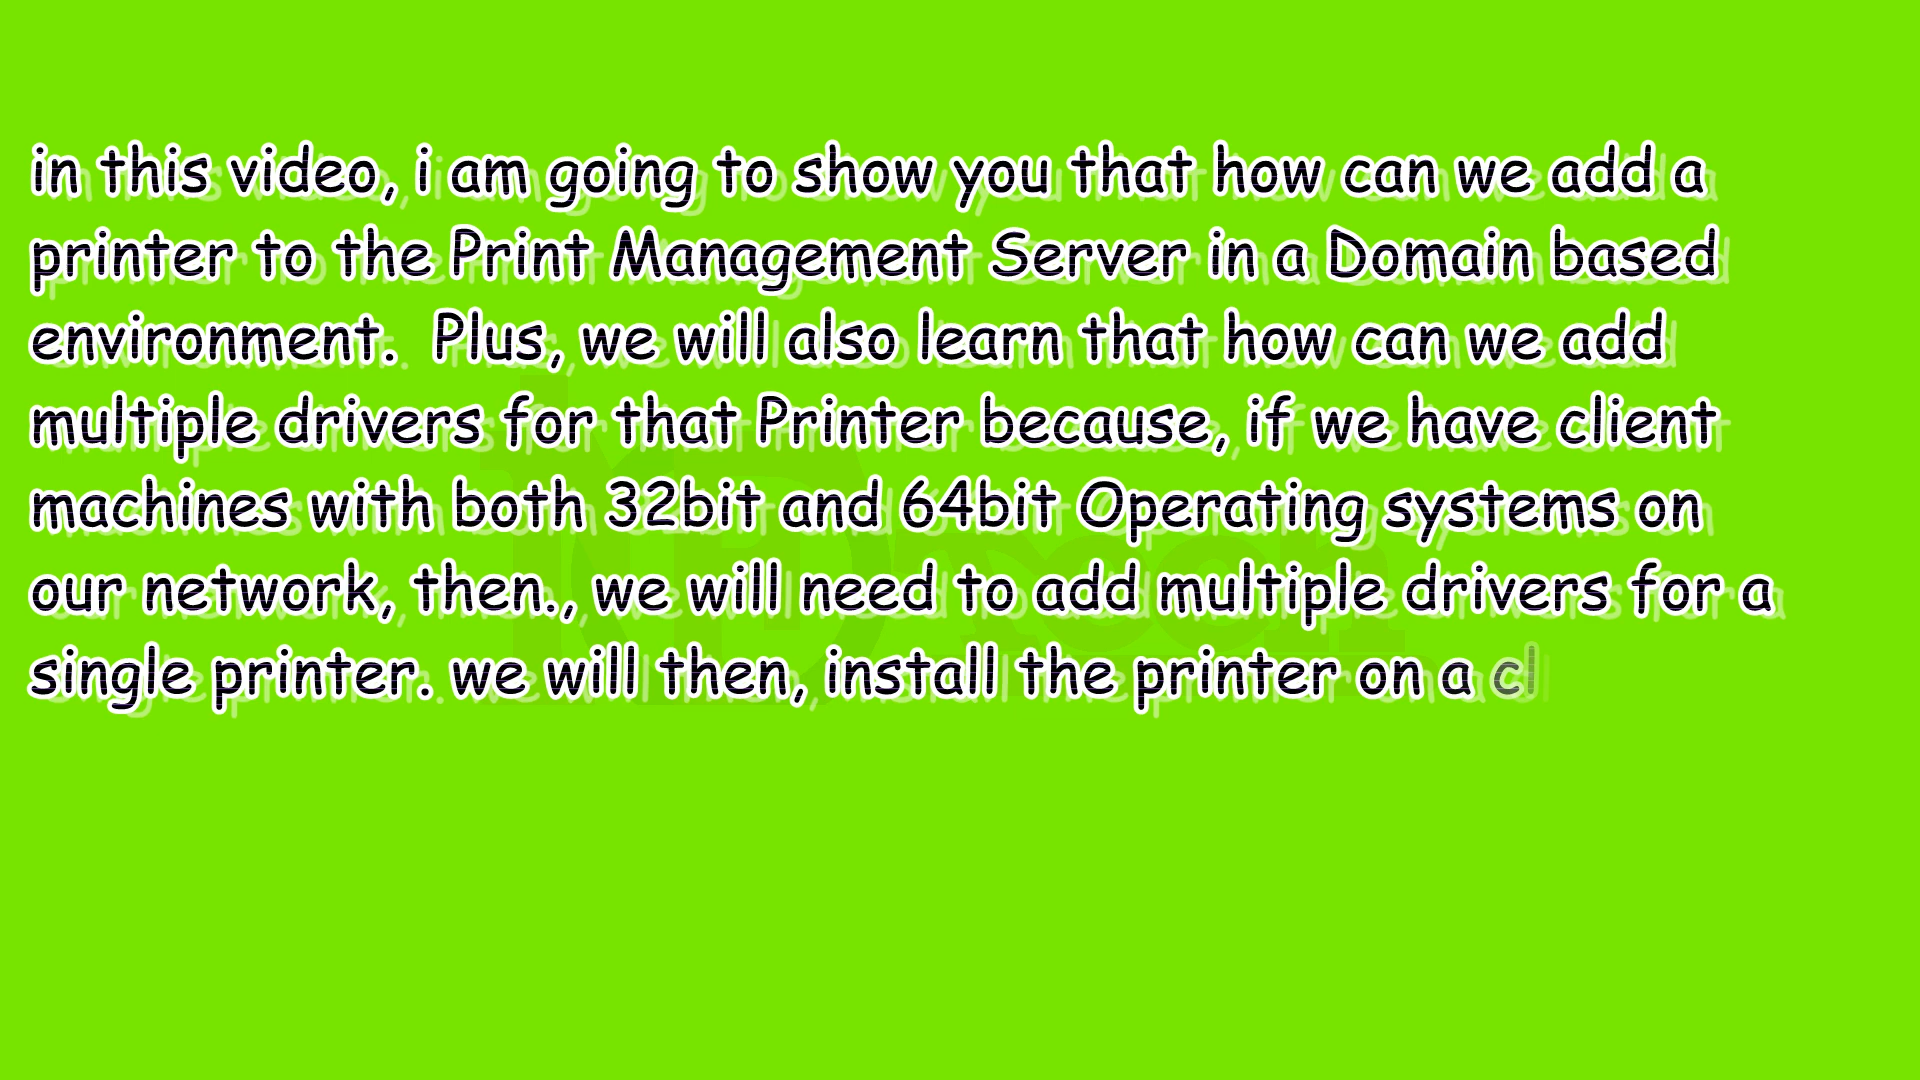 in this video, i am going to show you that how can we add a
printer to the Print Management Server in a Domain based
environment.  Plus, we will also learn that how can we add
multiple drivers for that Printer because, if we have client
machines with both 32bit and 64bit Operating systems on
our network, then., we will need to add multiple drivers for a
single printer. we will then, install the printer on a cl